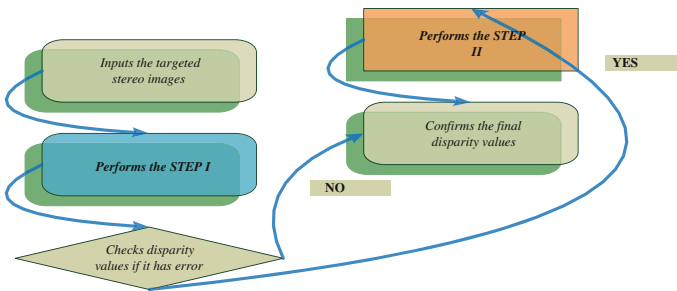 Inputs the targeted
stereo images
Performs the STEP I
Checks disparity
values if it has error
NO
Performs the STEP
II
YES
Confirms the final
disparity values